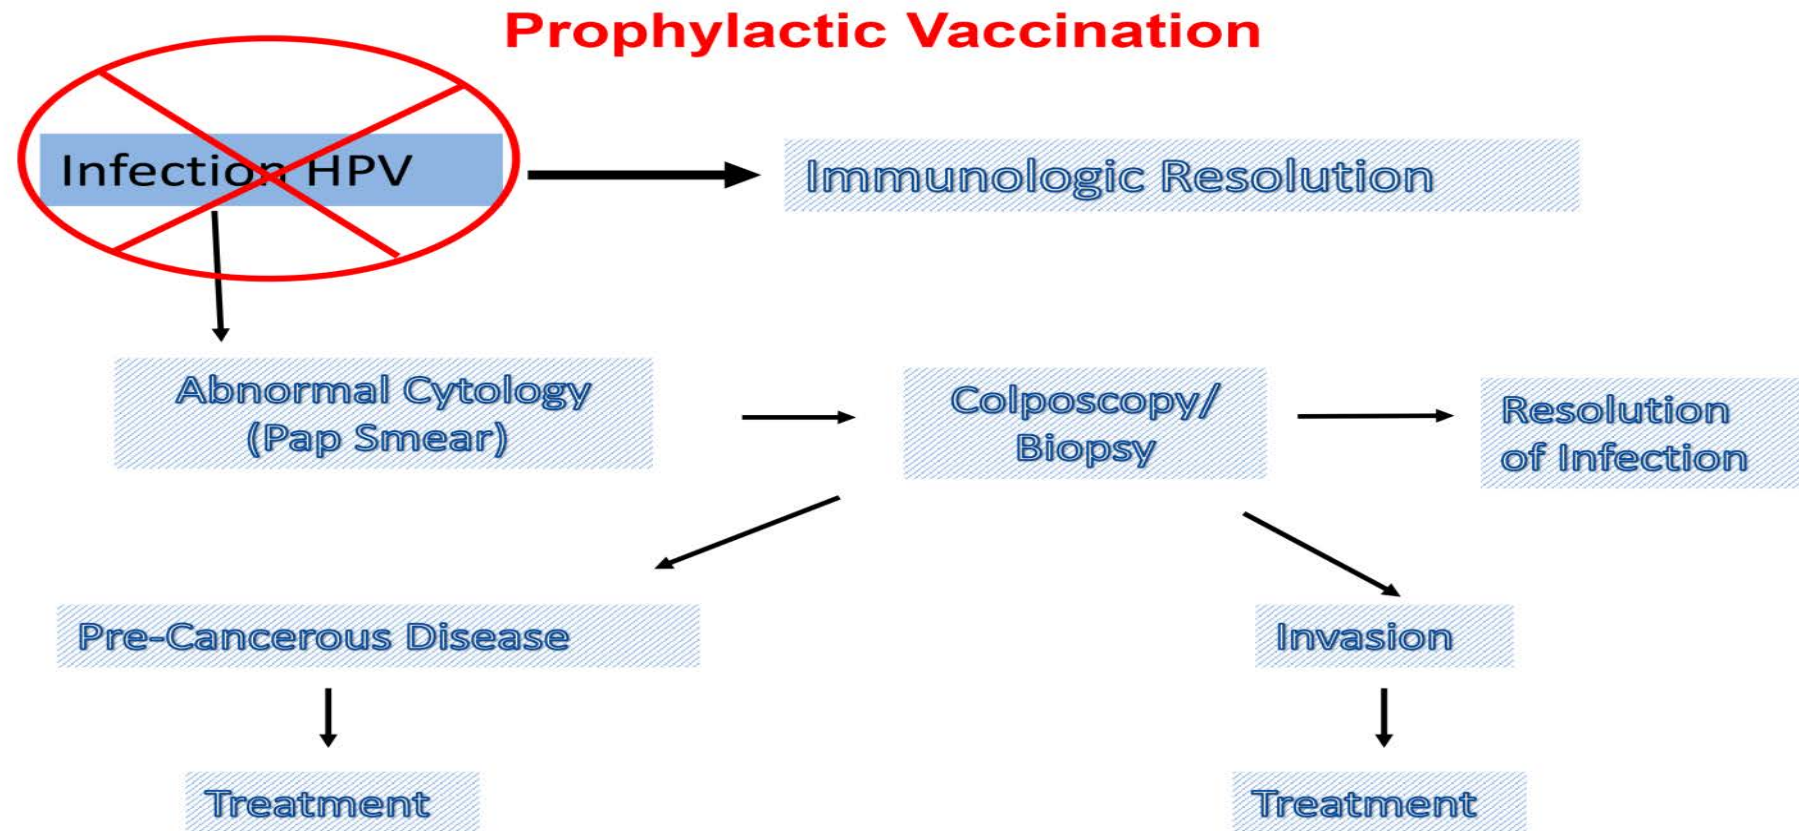 Prophylactic Vaccination
Infection HPV
Immunologic Resolution
Abnormal Cytology
(Pap Smear)
Colposcopy/
Biopsy
Resolution
of Infection
Pre-Cancerous Disease
Invasion
Treatment
Treatment